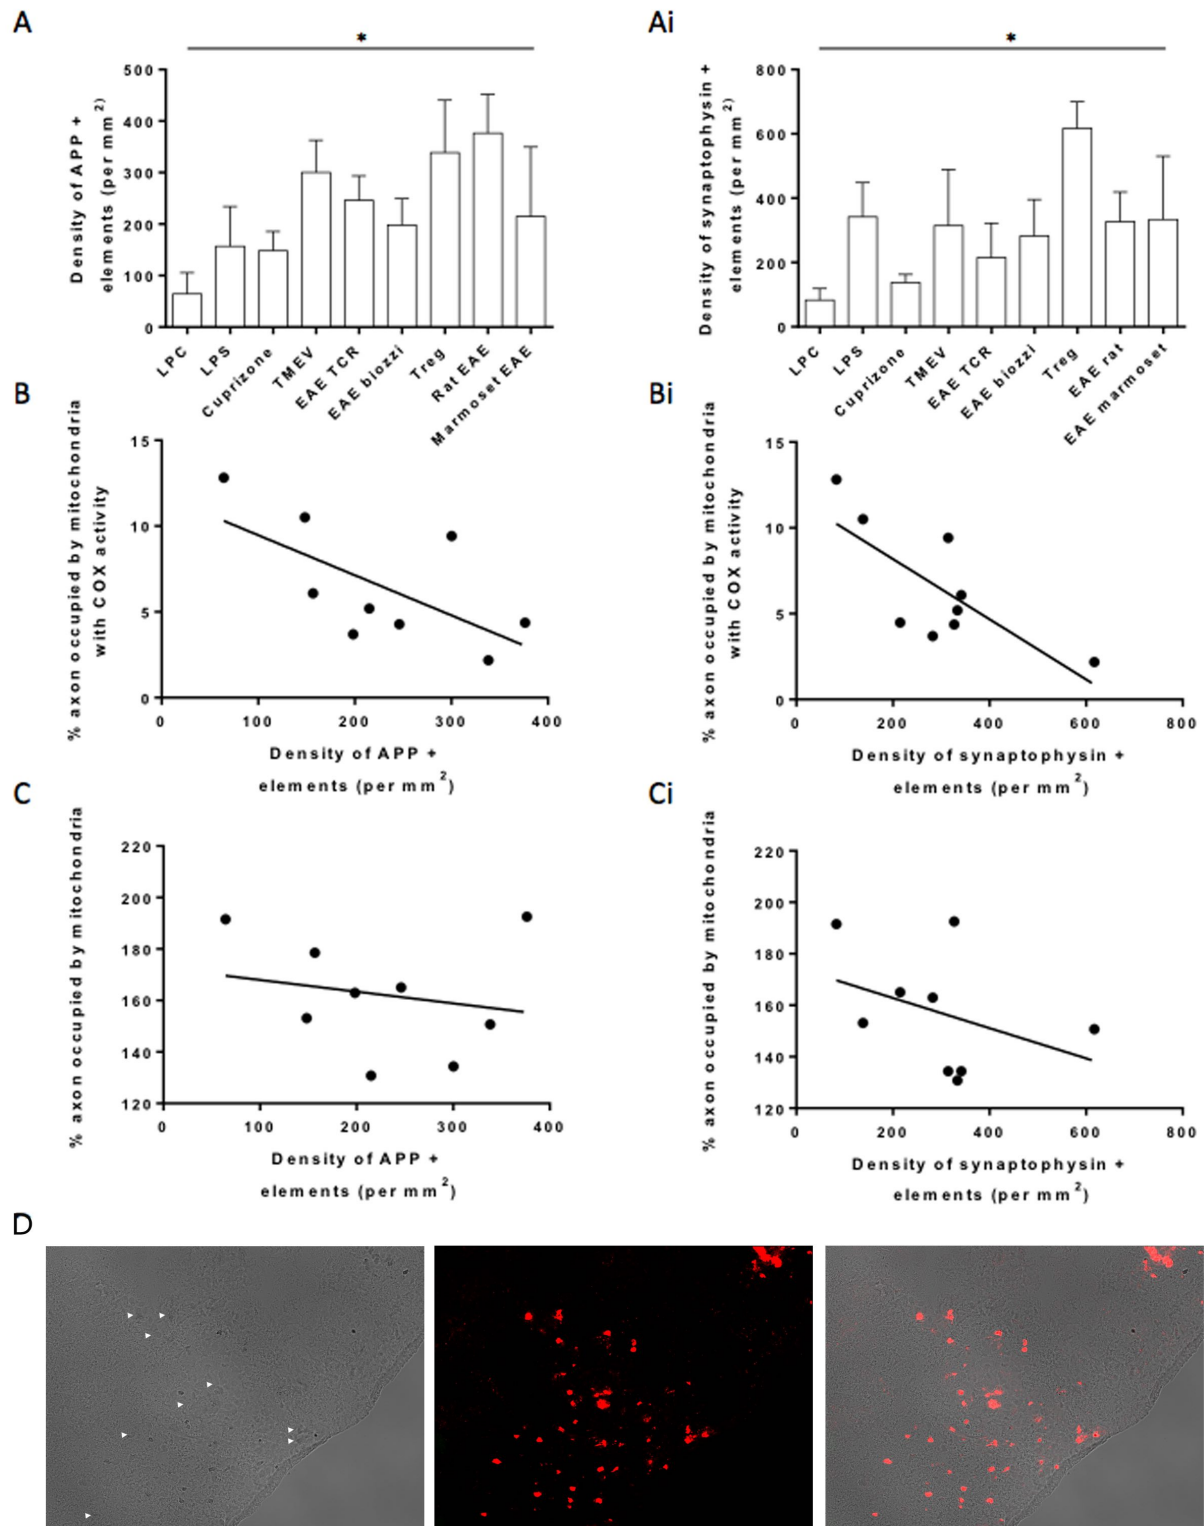 A
*
Density of APP +
elements (per mm2)
500
400
300
200
100
0
LPC
LPS
Cuprizone
TMEV
EAE TCR
EAE biozzi
Treg
Rat EAE
Marmoset EAE
Ai
*
Density of synaptophysin +
elements (per mm2)
800
600
400
200
0
LPC
LPS
Cuprizone
TMEV
EAE TCR
EAE biozzi
Treg
EAE rat
EAE marmoset
B
% axon occupied by mitochondria
with COX activity
15
10
5
0
0 100 200 300 400
Density of APP +
elements (per mm2)
Bi
% axon occupied by mitochondria
with COX activity
15
10
5
0
0 200 400 600 800
Density of synaptophysin +
elements (per mm2)
C
% axon occupied by mitochondria
220
200
180
160
140
120
0 100 200 300 400
Density of APP +
elements (per mm2)
Ci
% axon occupied by mitochondria
220
200
180
160
140
120
0 200 400 600 800
Density of synaptophysin +
elements (per mm2)
D